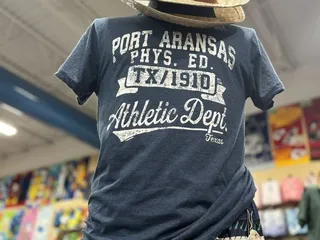 PORT ARANSAS
PHYS. ED.
TX/1910
Athletic Dept.
Texas